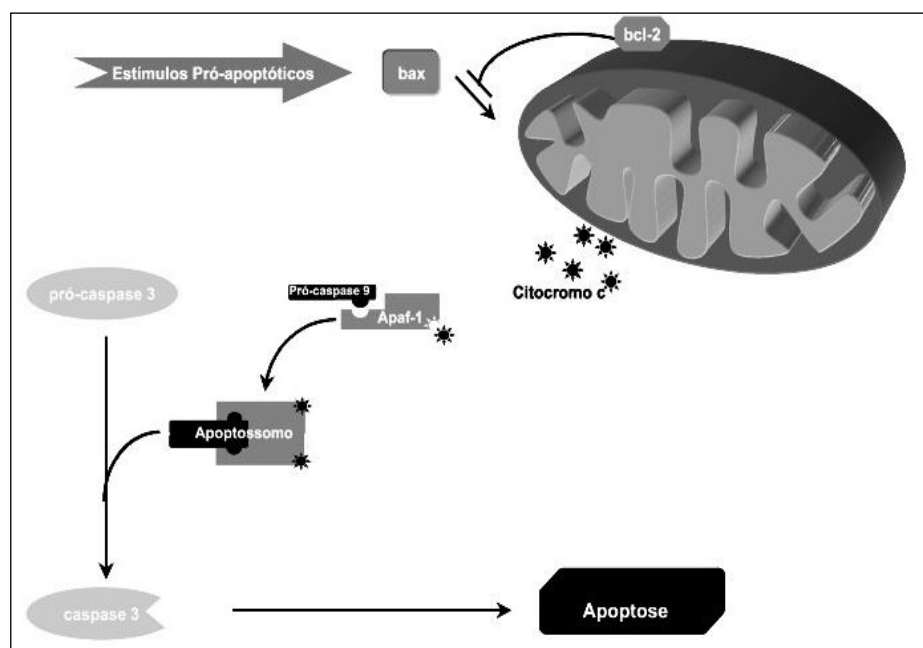 bcl-2
Estímulos Pró-apoptóticos
bax
Citocromo c
pró-caspase 3
Pró-caspase 9
Apaf-1
Apoptossomo
caspase 3
Apoptose